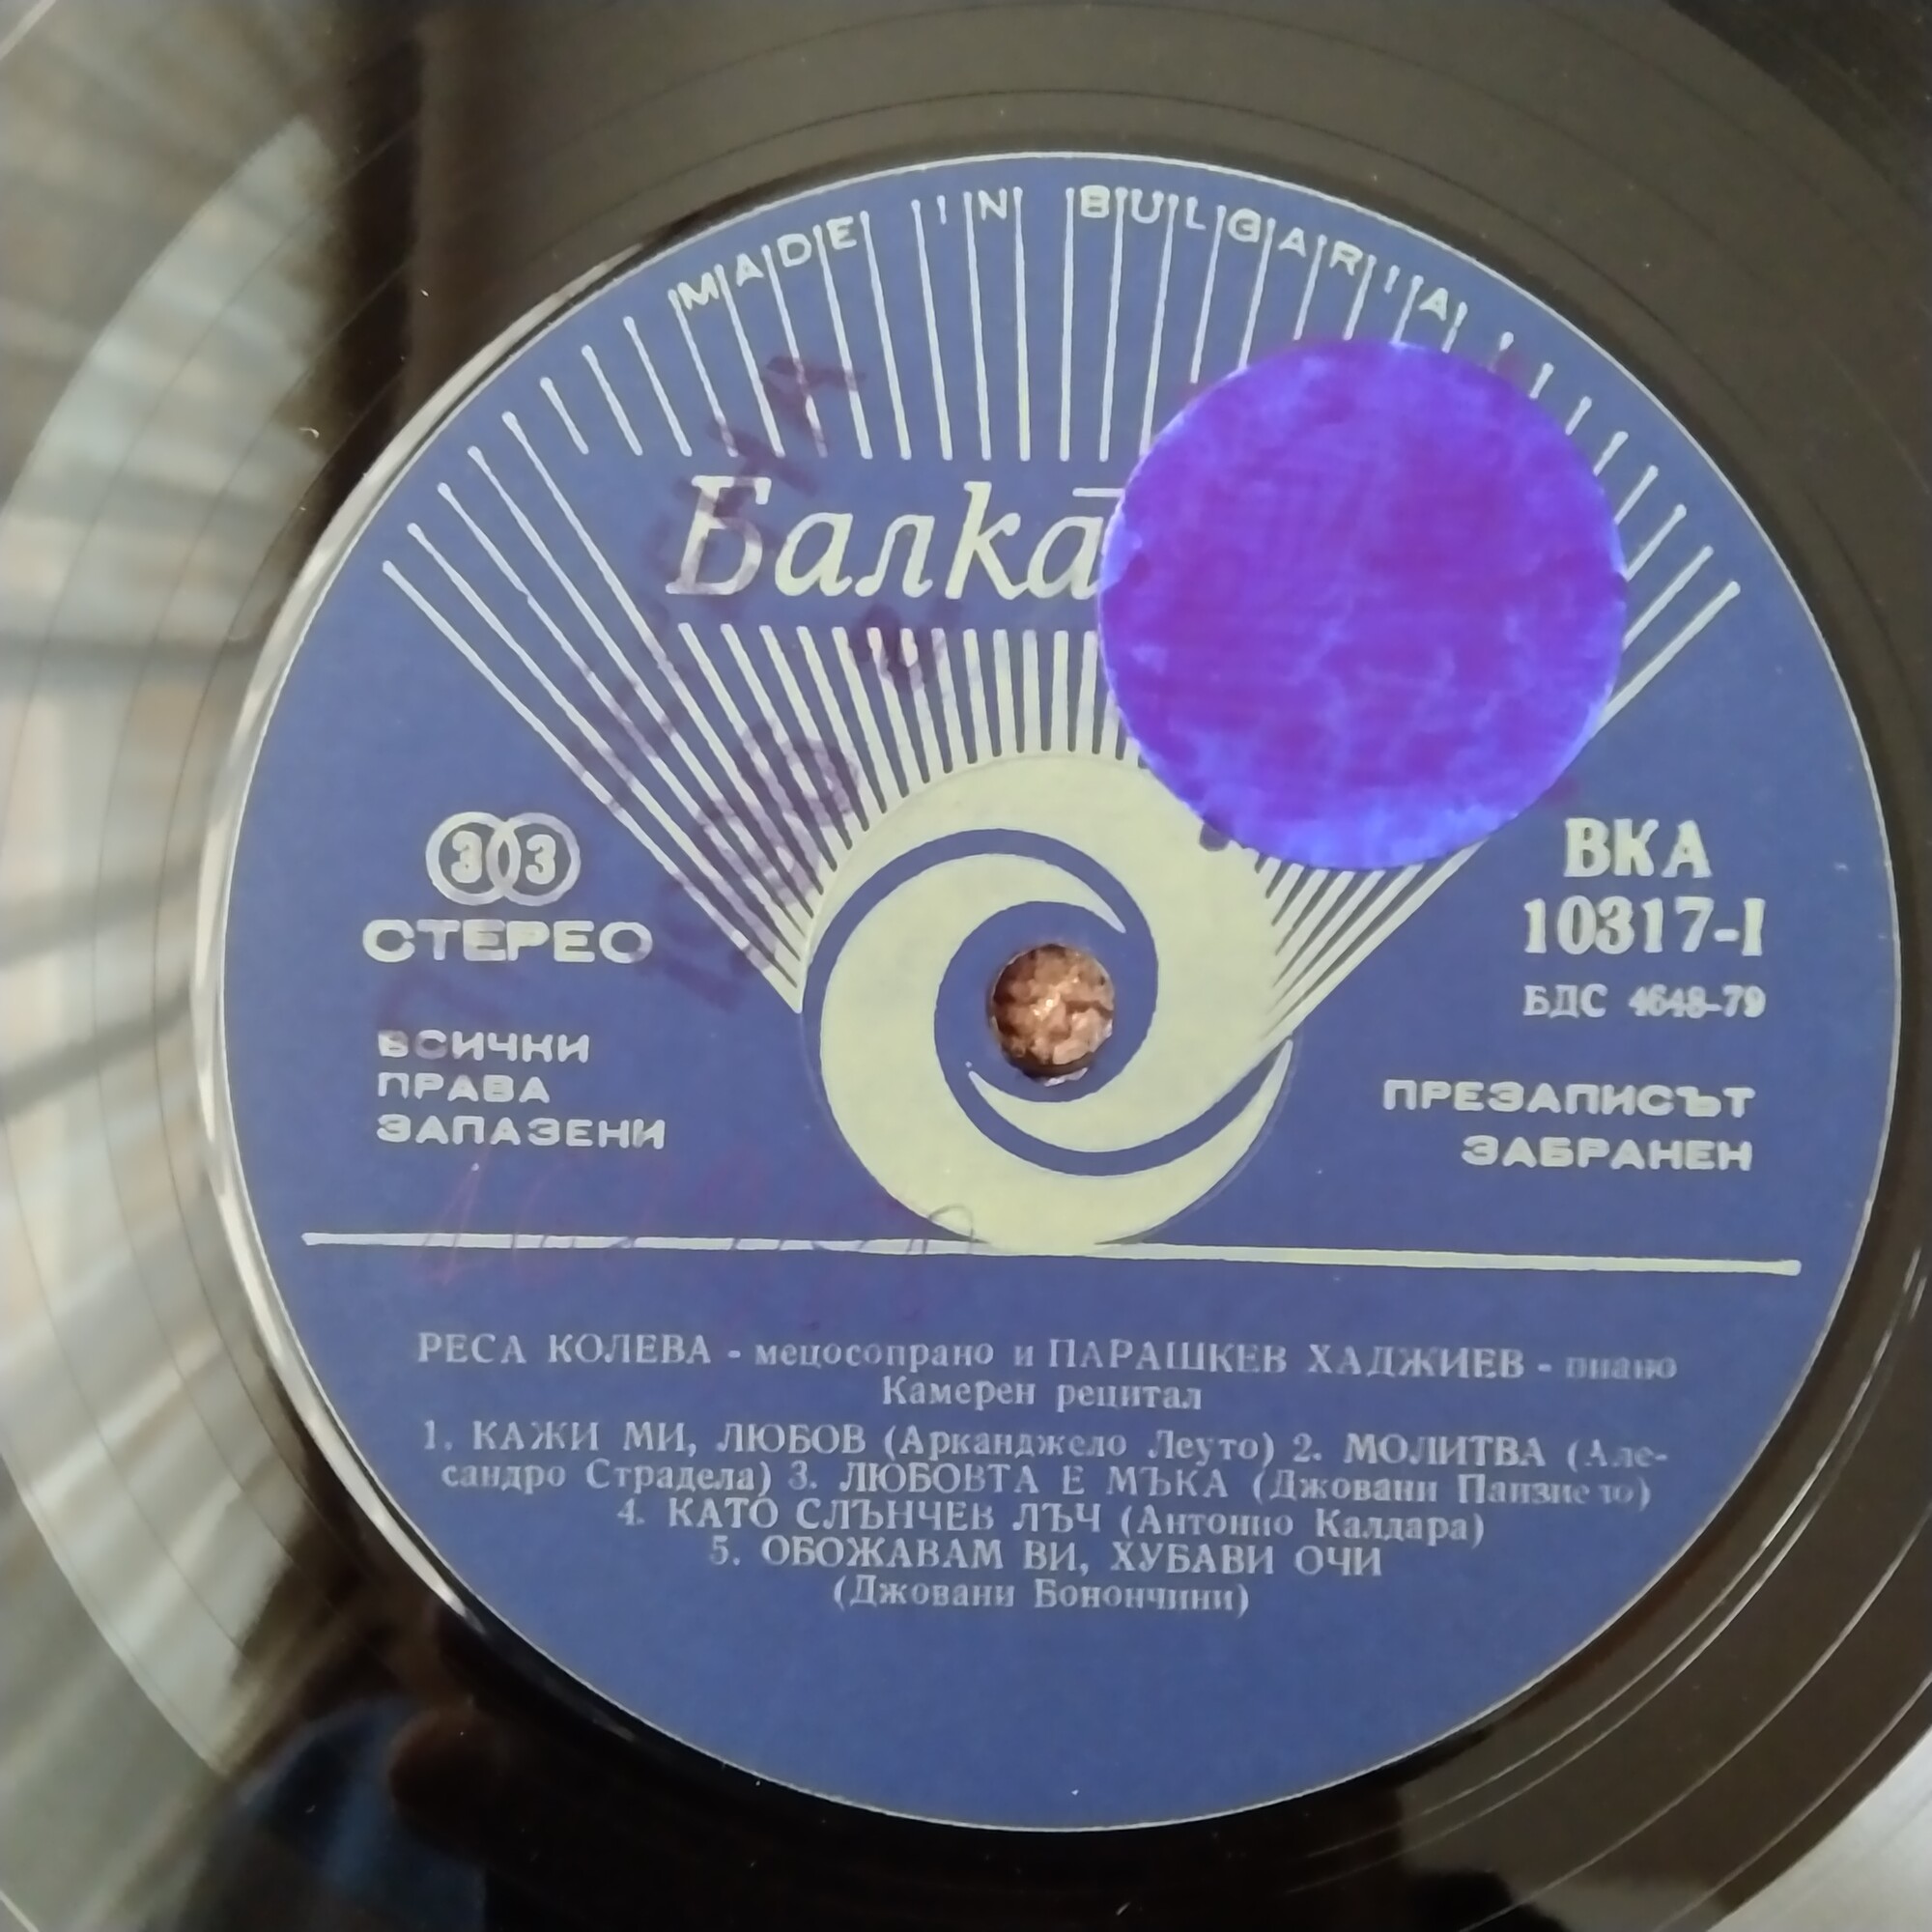 MADE IN BULGARIA
Балка
33
СТЕРЕО
ВСИЧКИ
ПРАВА
ЗАПАЗЕНИ
ВКА
10317-I
БДС 4648-79
ПРЕЗАПИСЪТ
ЗАБРАНЕН
РЕСА КОЛЕВА - мецосопрано и ПАРАШКЕВ ХАДЖИЕВ - пиано
Камерен рецитал
1. КАЖИ МИ, ЛЮБОВ (Арканджело Леуто) 2. МОЛИТВА (Але-
сандро Страдела) 3. ЛЮБОВТА Е МЪКА (Джовани
4. КАТО СЛЪНЧЕВ ЛЪЧ (Антонио Калдара)
5. ОБОЖАВАМ ВИ, ХУБАВИ ОЧИ
(Джовани Бонончини)